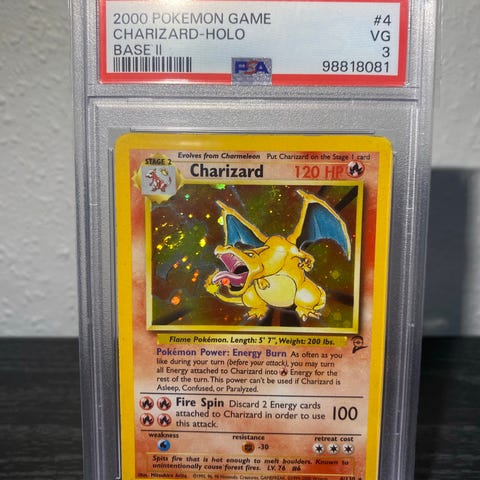 2000 POKEMON GAME #4
CHARIZARD-HOLO VG
BASE II 3
PSA 98818081
Evolves from Charmeleon Put Charizard on the Stage 1 card
STAGE 2
Charizard 120 HP
Flame Pokémon. Length: 5' 7", Weight: 200 lbs.
Pokémon Power: Energy Burn As often as you
like during your turn (before your attack), you may turn
all Energy attached to Charizard into Energy for the
rest of the turn. This power can't be used if Charizard is
Asleep, Confused, or Paralyzed.
Fire Spin Discard 2 Energy cards
attached to Charizard in order to use
this attack. 100
weakness resistance retreat cost
-30
Spits fire that is hot enough to melt boulders. Known to
unintentionally cause forest fires. LV. 76 #6
Illus. Mitsuhiro Arita
4/130